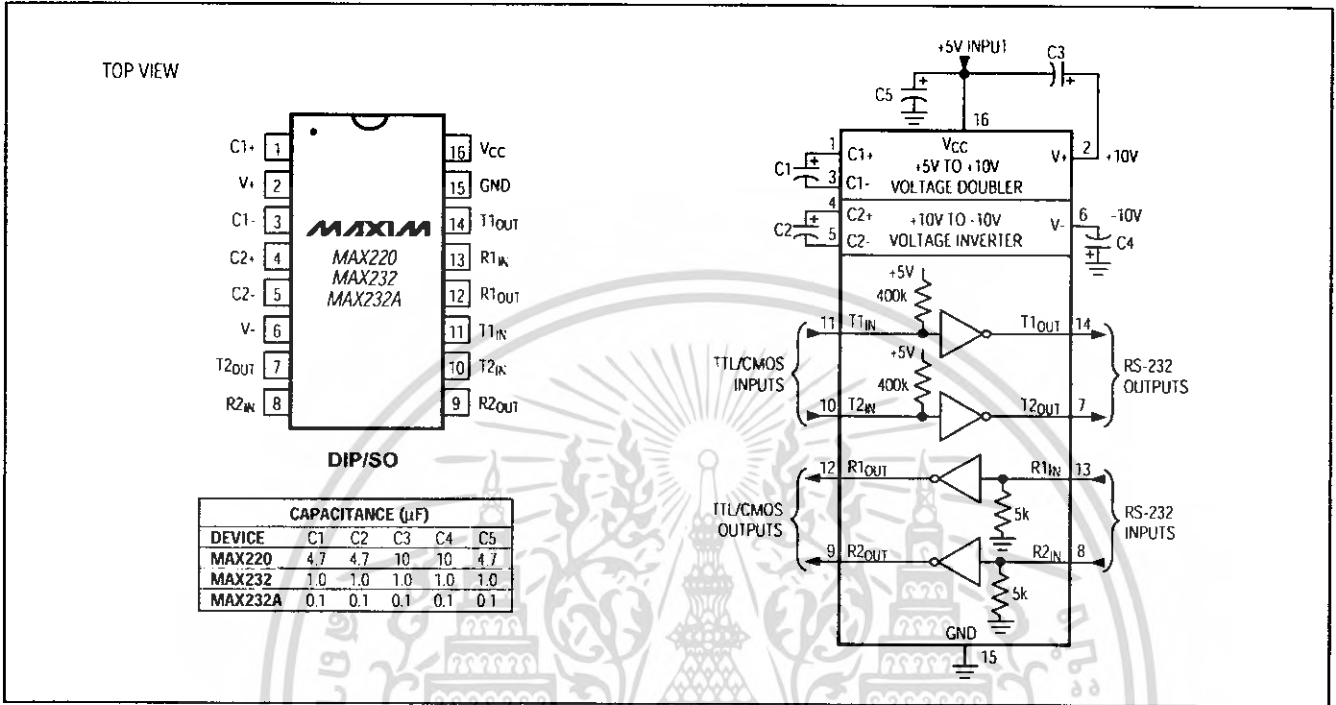 TOP VIEW
C1+ 1
V+ 2
C1- 3
C2+ 4
C2- 5
V- 6
T2OUT 7
R2IN 8
16 VCC
15 GND
14 T1OUT
13 R1IN
12 R1OUT
11 T1IN
10 T2IN
9 R2OUT
MAXIM
MAX220
MAX232
MAX232A
DIP/SO
CAPACITANCE (µF)
DEVICE C1 C2 C3 C4 C5
MAX220 4.7 4.7 10 10 4.7
MAX232 1.0 1.0 1.0 1.0 1.0
MAX232A 0.1 0.1 0.1 0.1 0.1
+5V INPUT
C3
+
+
C5
16
1 C1+ VCC V+ 2 +10V
C1 +
+5V TO +10V
3 C1- VOLTAGE DOUBLER
4 C2+ +10V TO -10V V- 6 -10V
C2 +
5 C2- VOLTAGE INVERTER
C4
+
+5V
400k
11 T1IN T1OUT 14
+5V
TTL/CMOS
INPUTS
400k
RS-232
OUTPUTS
10 T2IN T2OUT 7
12 R1OUT R1IN 13
TTL/CMOS
OUTPUTS
5k
RS-232
INPUTS
9 R2OUT R2IN 8
5k
GND
15